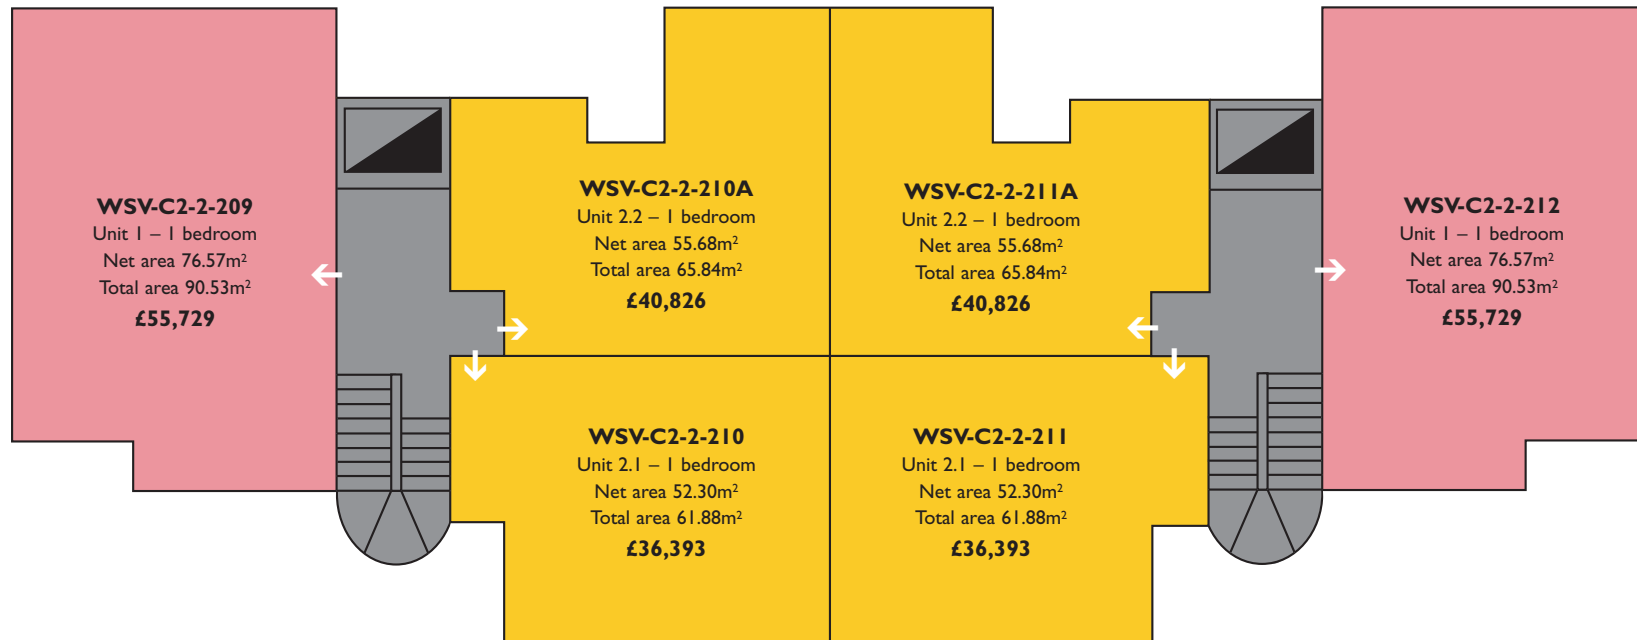 WSV-C2-2-209
Unit 1 – 1 bedroom
Net area 76.57m²
Total area 90.53m²
£55,729
WSV-C2-2-210A
Unit 2.2 – 1 bedroom
Net area 55.68m²
Total area 65.84m²
£40,826
WSV-C2-2-211A
Unit 2.2 – 1 bedroom
Net area 55.68m²
Total area 65.84m²
£40,826
WSV-C2-2-212
Unit 1 – 1 bedroom
Net area 76.57m²
Total area 90.53m²
£55,729
WSV-C2-2-210
Unit 2.1 – 1 bedroom
Net area 52.30m²
Total area 61.88m²
£36,393
WSV-C2-2-211
Unit 2.1 – 1 bedroom
Net area 52.30m²
Total area 61.88m²
£36,393